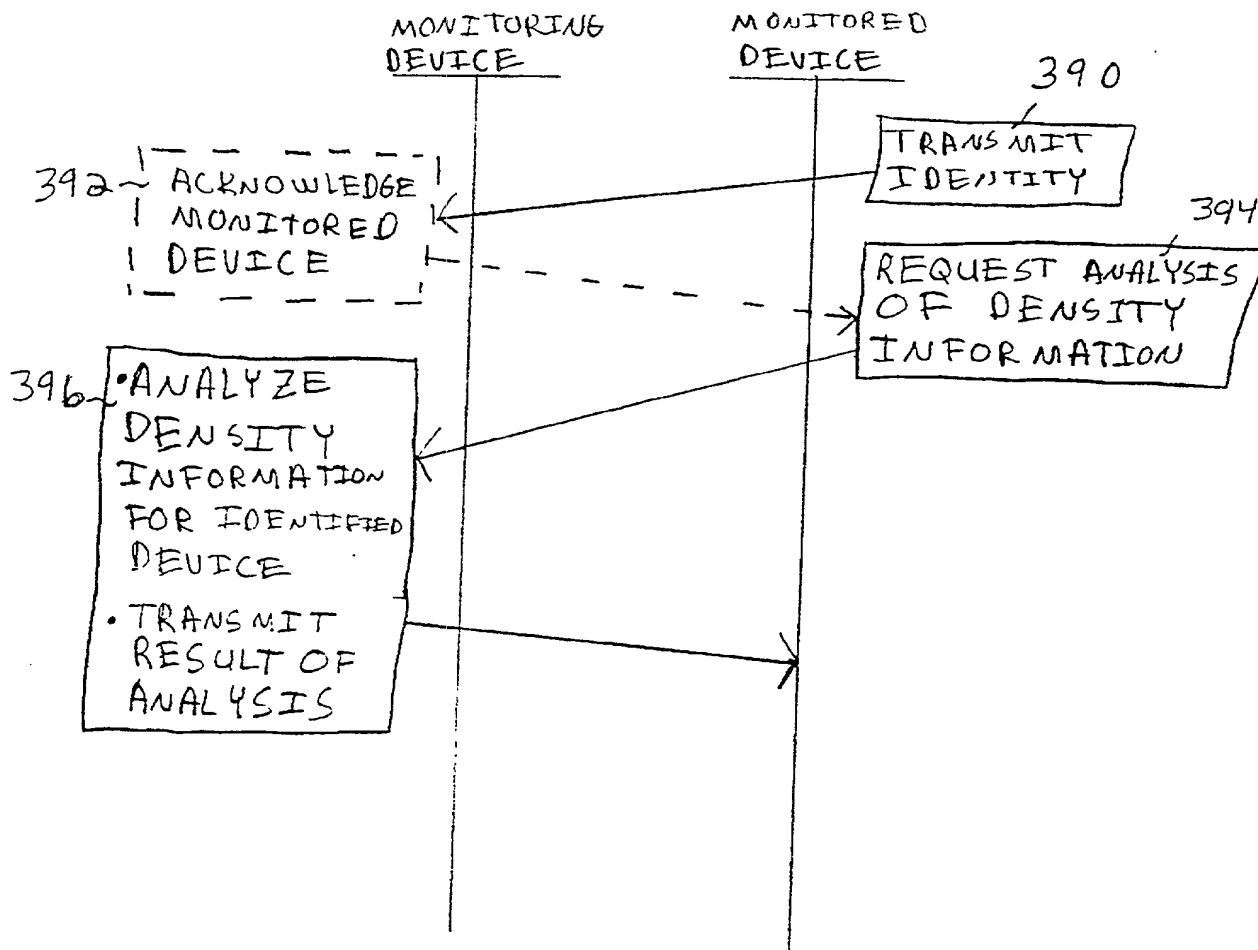 MONITORING
DEVICE
MONITORED
DEVICE
390
TRANSMIT
IDENTITY
392
ACKNOWLEDGE
MONITORED
DEVICE
394
REQUEST ANALYSIS
OF DENSITY
INFORMATION
396
• ANALYZE
DENSITY
INFORMATION
FOR IDENTIFIED
DEVICE
• TRANSMIT
RESULT OF
ANALYSIS